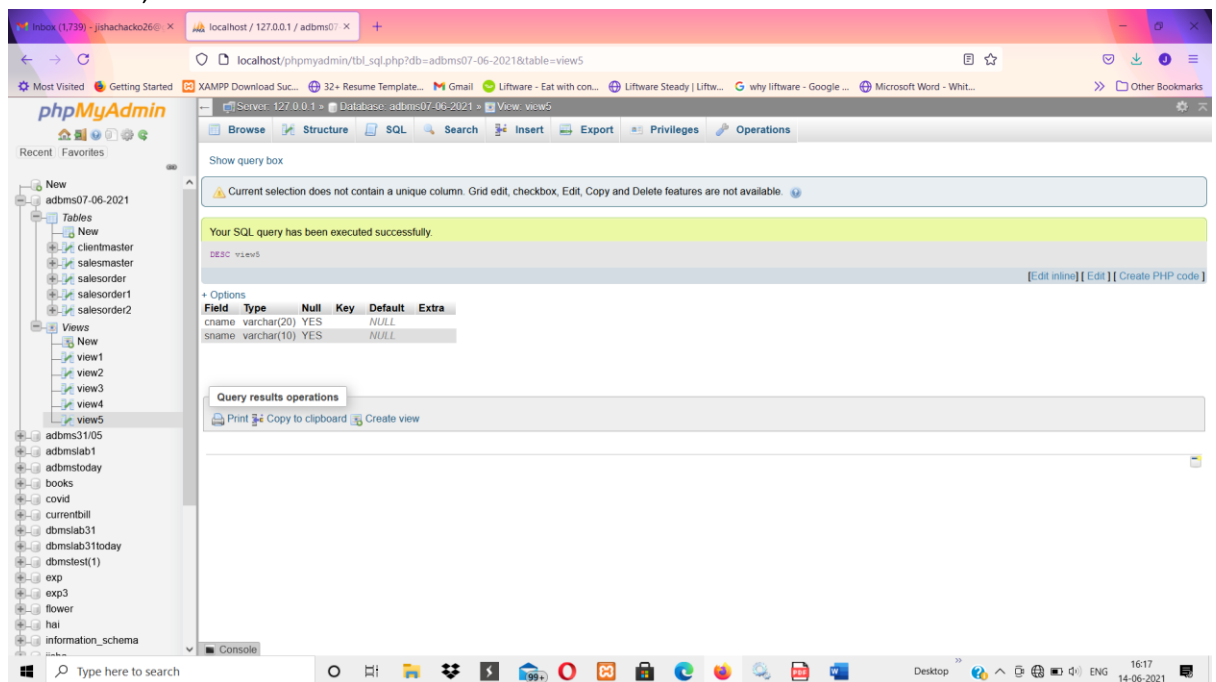 Inbox (1,739) - jishachacko26@
localhost / 127.0.0.1 / adbms07
localhost/phpmyadmin/tbl_sql.php?db=adbms07-06-2021&table=view5
Most Visited Getting Started XAMPP Download Suc... 32+ Resume Template... Gmail Liftware - Eat with con... Liftware Steady | Liftw... why liftware - Google ... Microsoft Word - Whit... Other Bookmarks
phpMyAdmin
Recent Favorites
New
adbms07-06-2021
Tables
New
clientmaster
salesmaster
salesorder
salesorder1
salesorder2
Views
New
view1
view2
view3
view4
view5
adbms31/05
adbmslab1
adbmstoday
books
covid
currentbill
dbmslab31
dbmslab31today
dbmstest(1)
exp
exp3
flower
hai
information_schema
Server: 127.0.0.1 » Database: adbms07-06-2021 » View: view5
Browse Structure SQL Search Insert Export Privileges Operations
Show query box
Current selection does not contain a unique column. Grid edit, checkbox, Edit, Copy and Delete features are not available.
Your SQL query has been executed successfully.
DESC view5
[Edit inline] [ Edit ] [ Create PHP code ]
+ Options
Field Type Null Key Default Extra
cname varchar(20) YES NULL
sname varchar(10) YES NULL
Query results operations
Print Copy to clipboard Create view
Console
Type here to search
99+
Desktop
ENG
16:17
14-06-2021